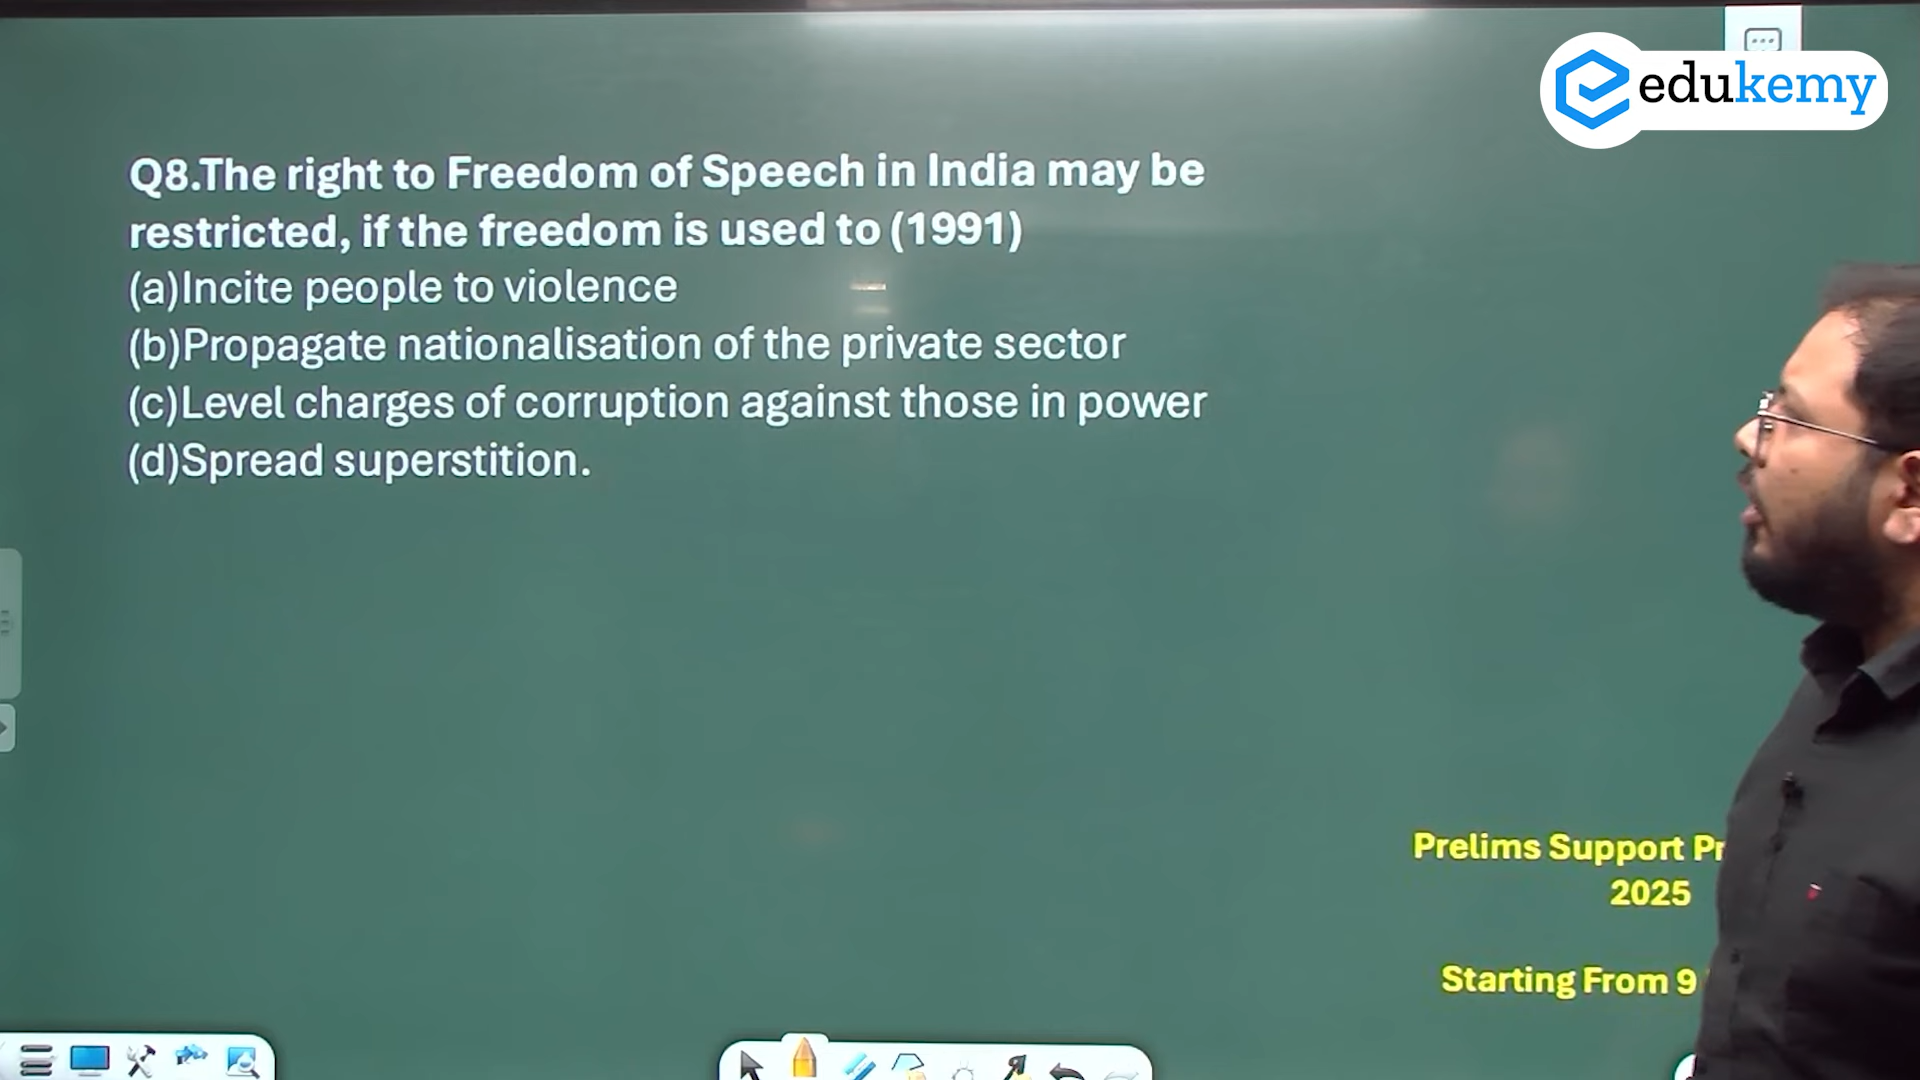 edukemy
Q8.The right to Freedom of Speech in India may be
restricted, if the freedom is used to (1991)
(a)Incite people to violence
(b)Propagate nationalisation of the private sector
(c)Level charges of corruption against those in power
(d)Spread superstition.
Prelims Support
2025
Starting From 9